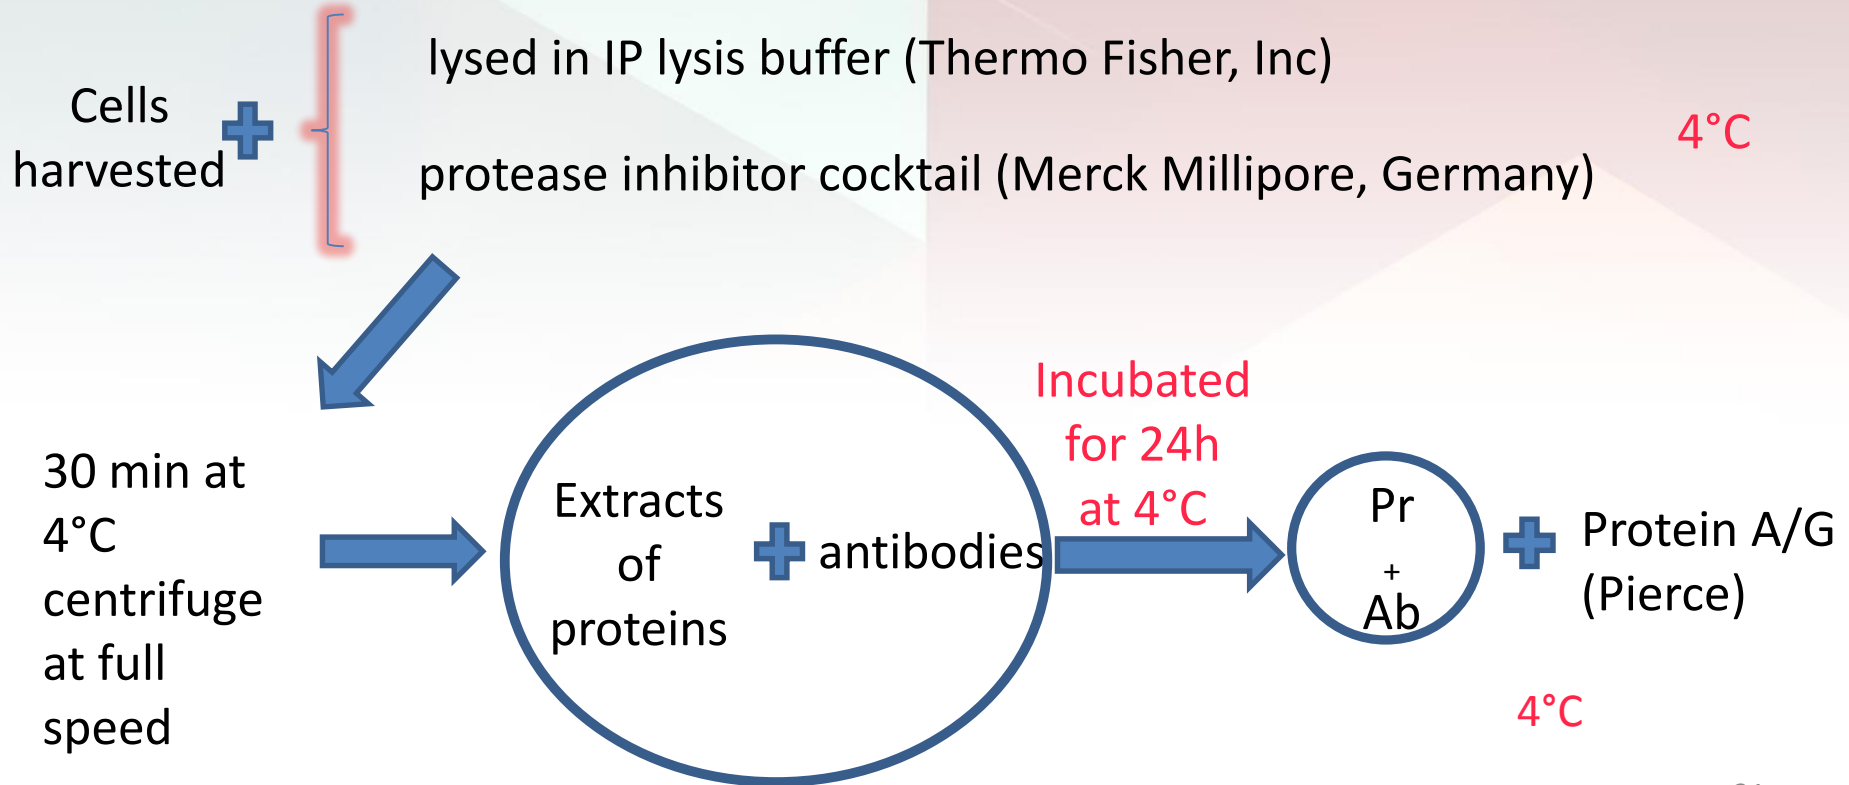 Cells
harvested
lysed in IP lysis buffer (Thermo Fisher, Inc)
protease inhibitor cocktail (Merck Millipore, Germany)
4°C
30 min at
4°C
centrifuge
at full
speed
Extracts
of
proteins
antibodies
Incubated
for 24h
at 4°C
Pr
+
Ab
Protein A/G
(Pierce)
4°C